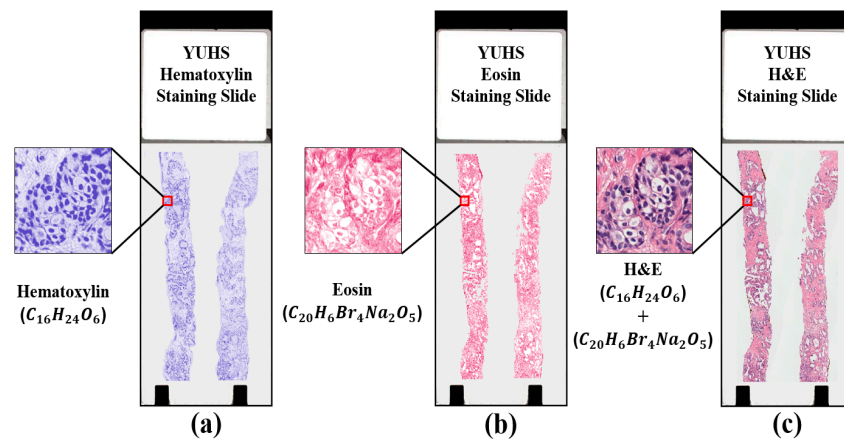 YUHS
Hematoxylin
Staining Slide
Hematoxylin
(C₁₆H₂₄O₆)
(a)
YUHS
Eosin
Staining Slide
Eosin
(C₂₀H₆Br₄Na₂O₅)
(b)
YUHS
H&E
Staining Slide
H&E
(C₁₆H₂₄O₆)
+
(C₂₀H₆Br₄Na₂O₅)
(c)